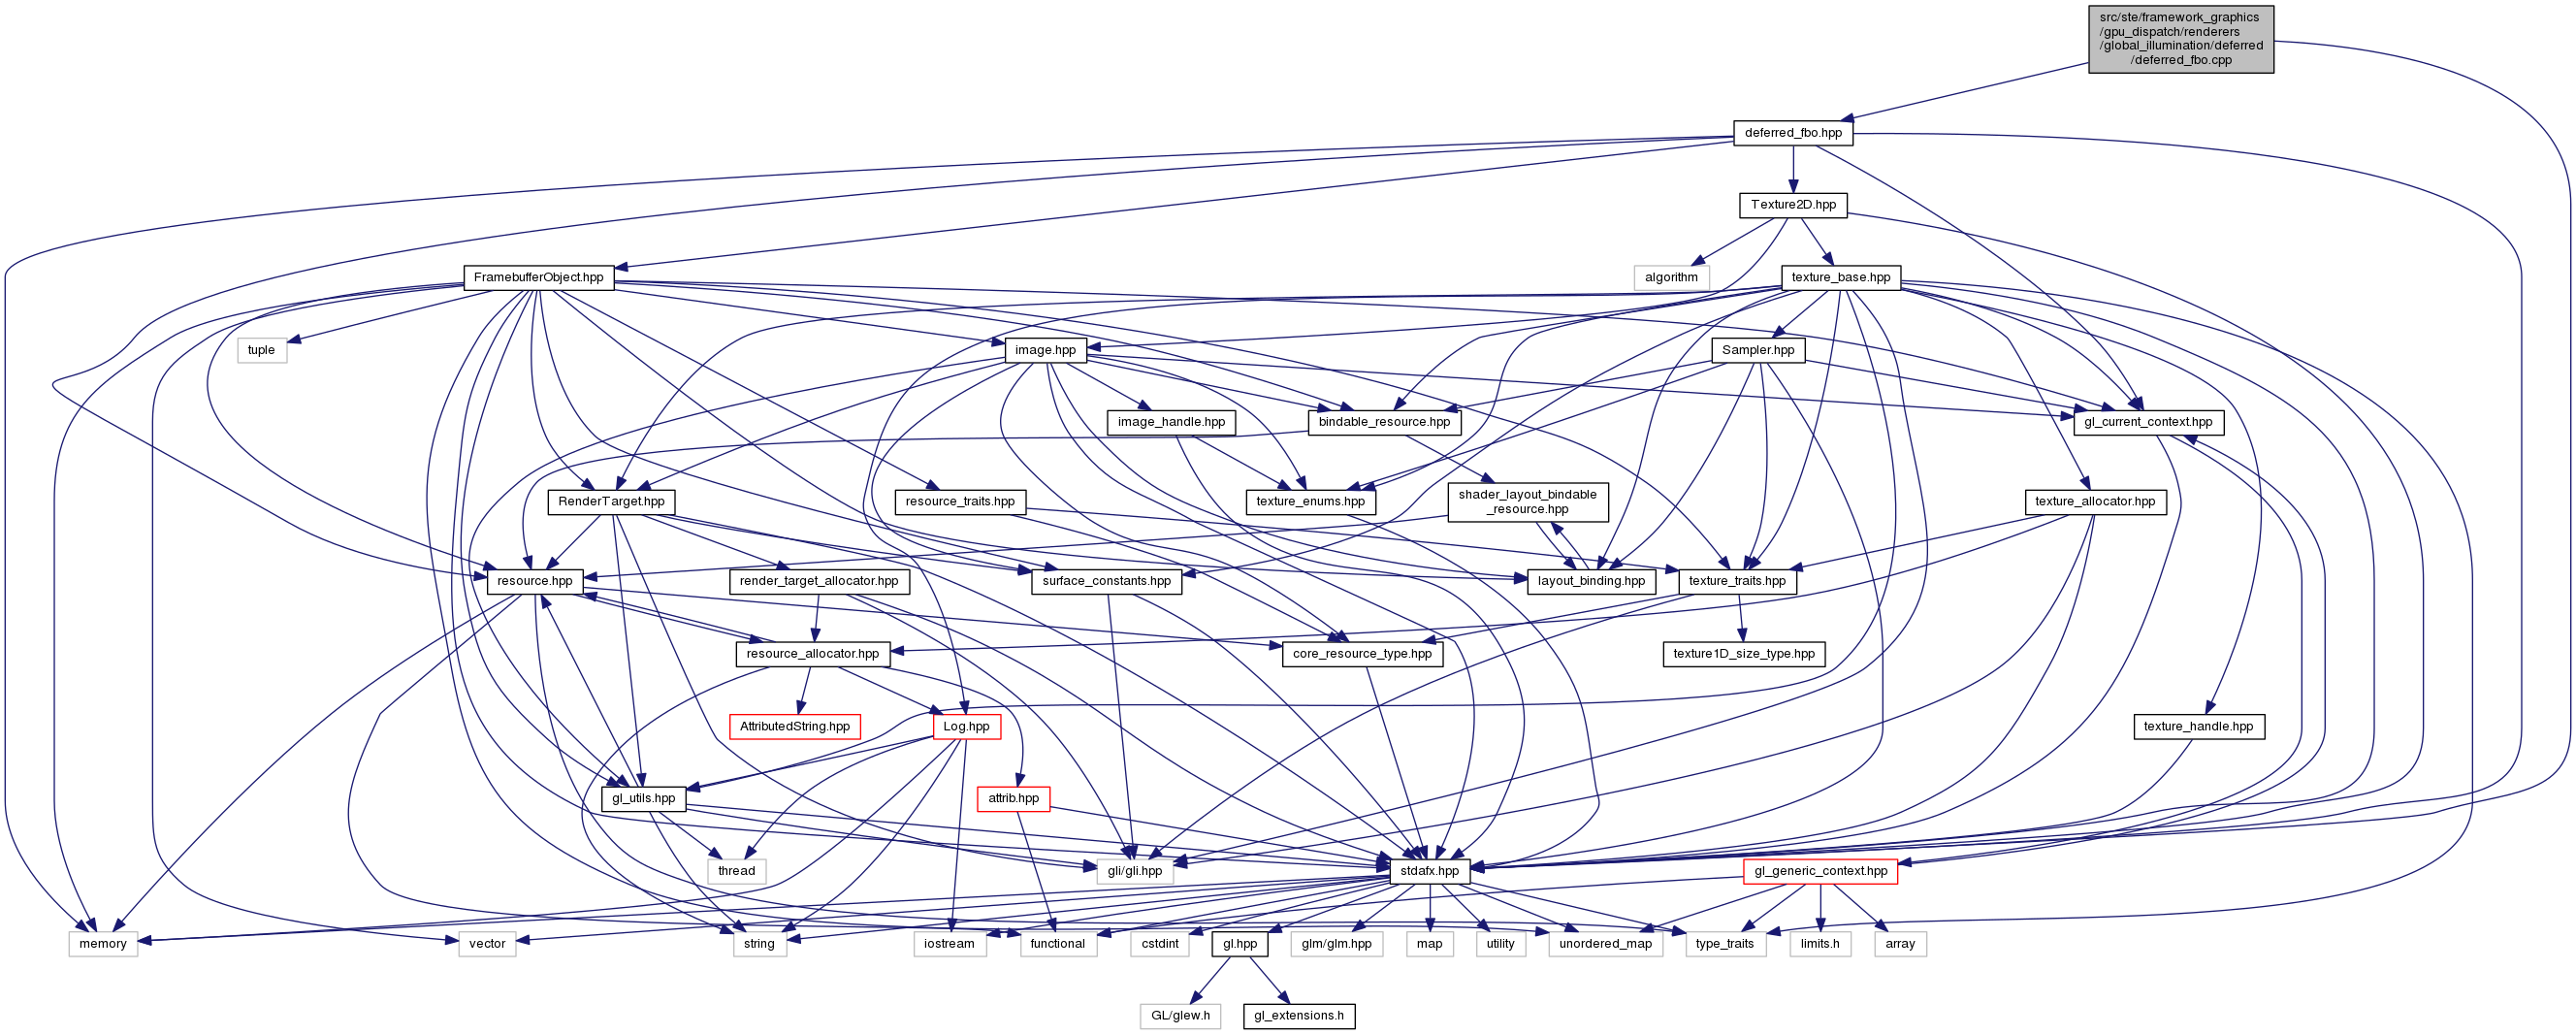 src/ste/framework_graphics
/gpu_dispatch/renderers
/global_illumination/deferred
/deferred_fbo.cpp
deferred_fbo.hpp
Texture2D.hpp
FramebufferObject.hpp
algorithm
texture_base.hpp
tuple
image.hpp
Sampler.hpp
image_handle.hpp
bindable_resource.hpp
gl_current_context.hpp
RenderTarget.hpp
resource_traits.hpp
texture_enums.hpp
shader_layout_bindable
_resource.hpp
texture_allocator.hpp
resource.hpp
render_target_allocator.hpp
surface_constants.hpp
layout_binding.hpp
texture_traits.hpp
resource_allocator.hpp
core_resource_type.hpp
texture1D_size_type.hpp
AttributedString.hpp
Log.hpp
texture_handle.hpp
gl_utils.hpp
attrib.hpp
thread
gli/gli.hpp
stdafx.hpp
gl_generic_context.hpp
memory
vector
string
iostream
functional
cstdint
gl.hpp
glm/glm.hpp
map
utility
unordered_map
type_traits
limits.h
array
GL/glew.h
gl_extensions.h